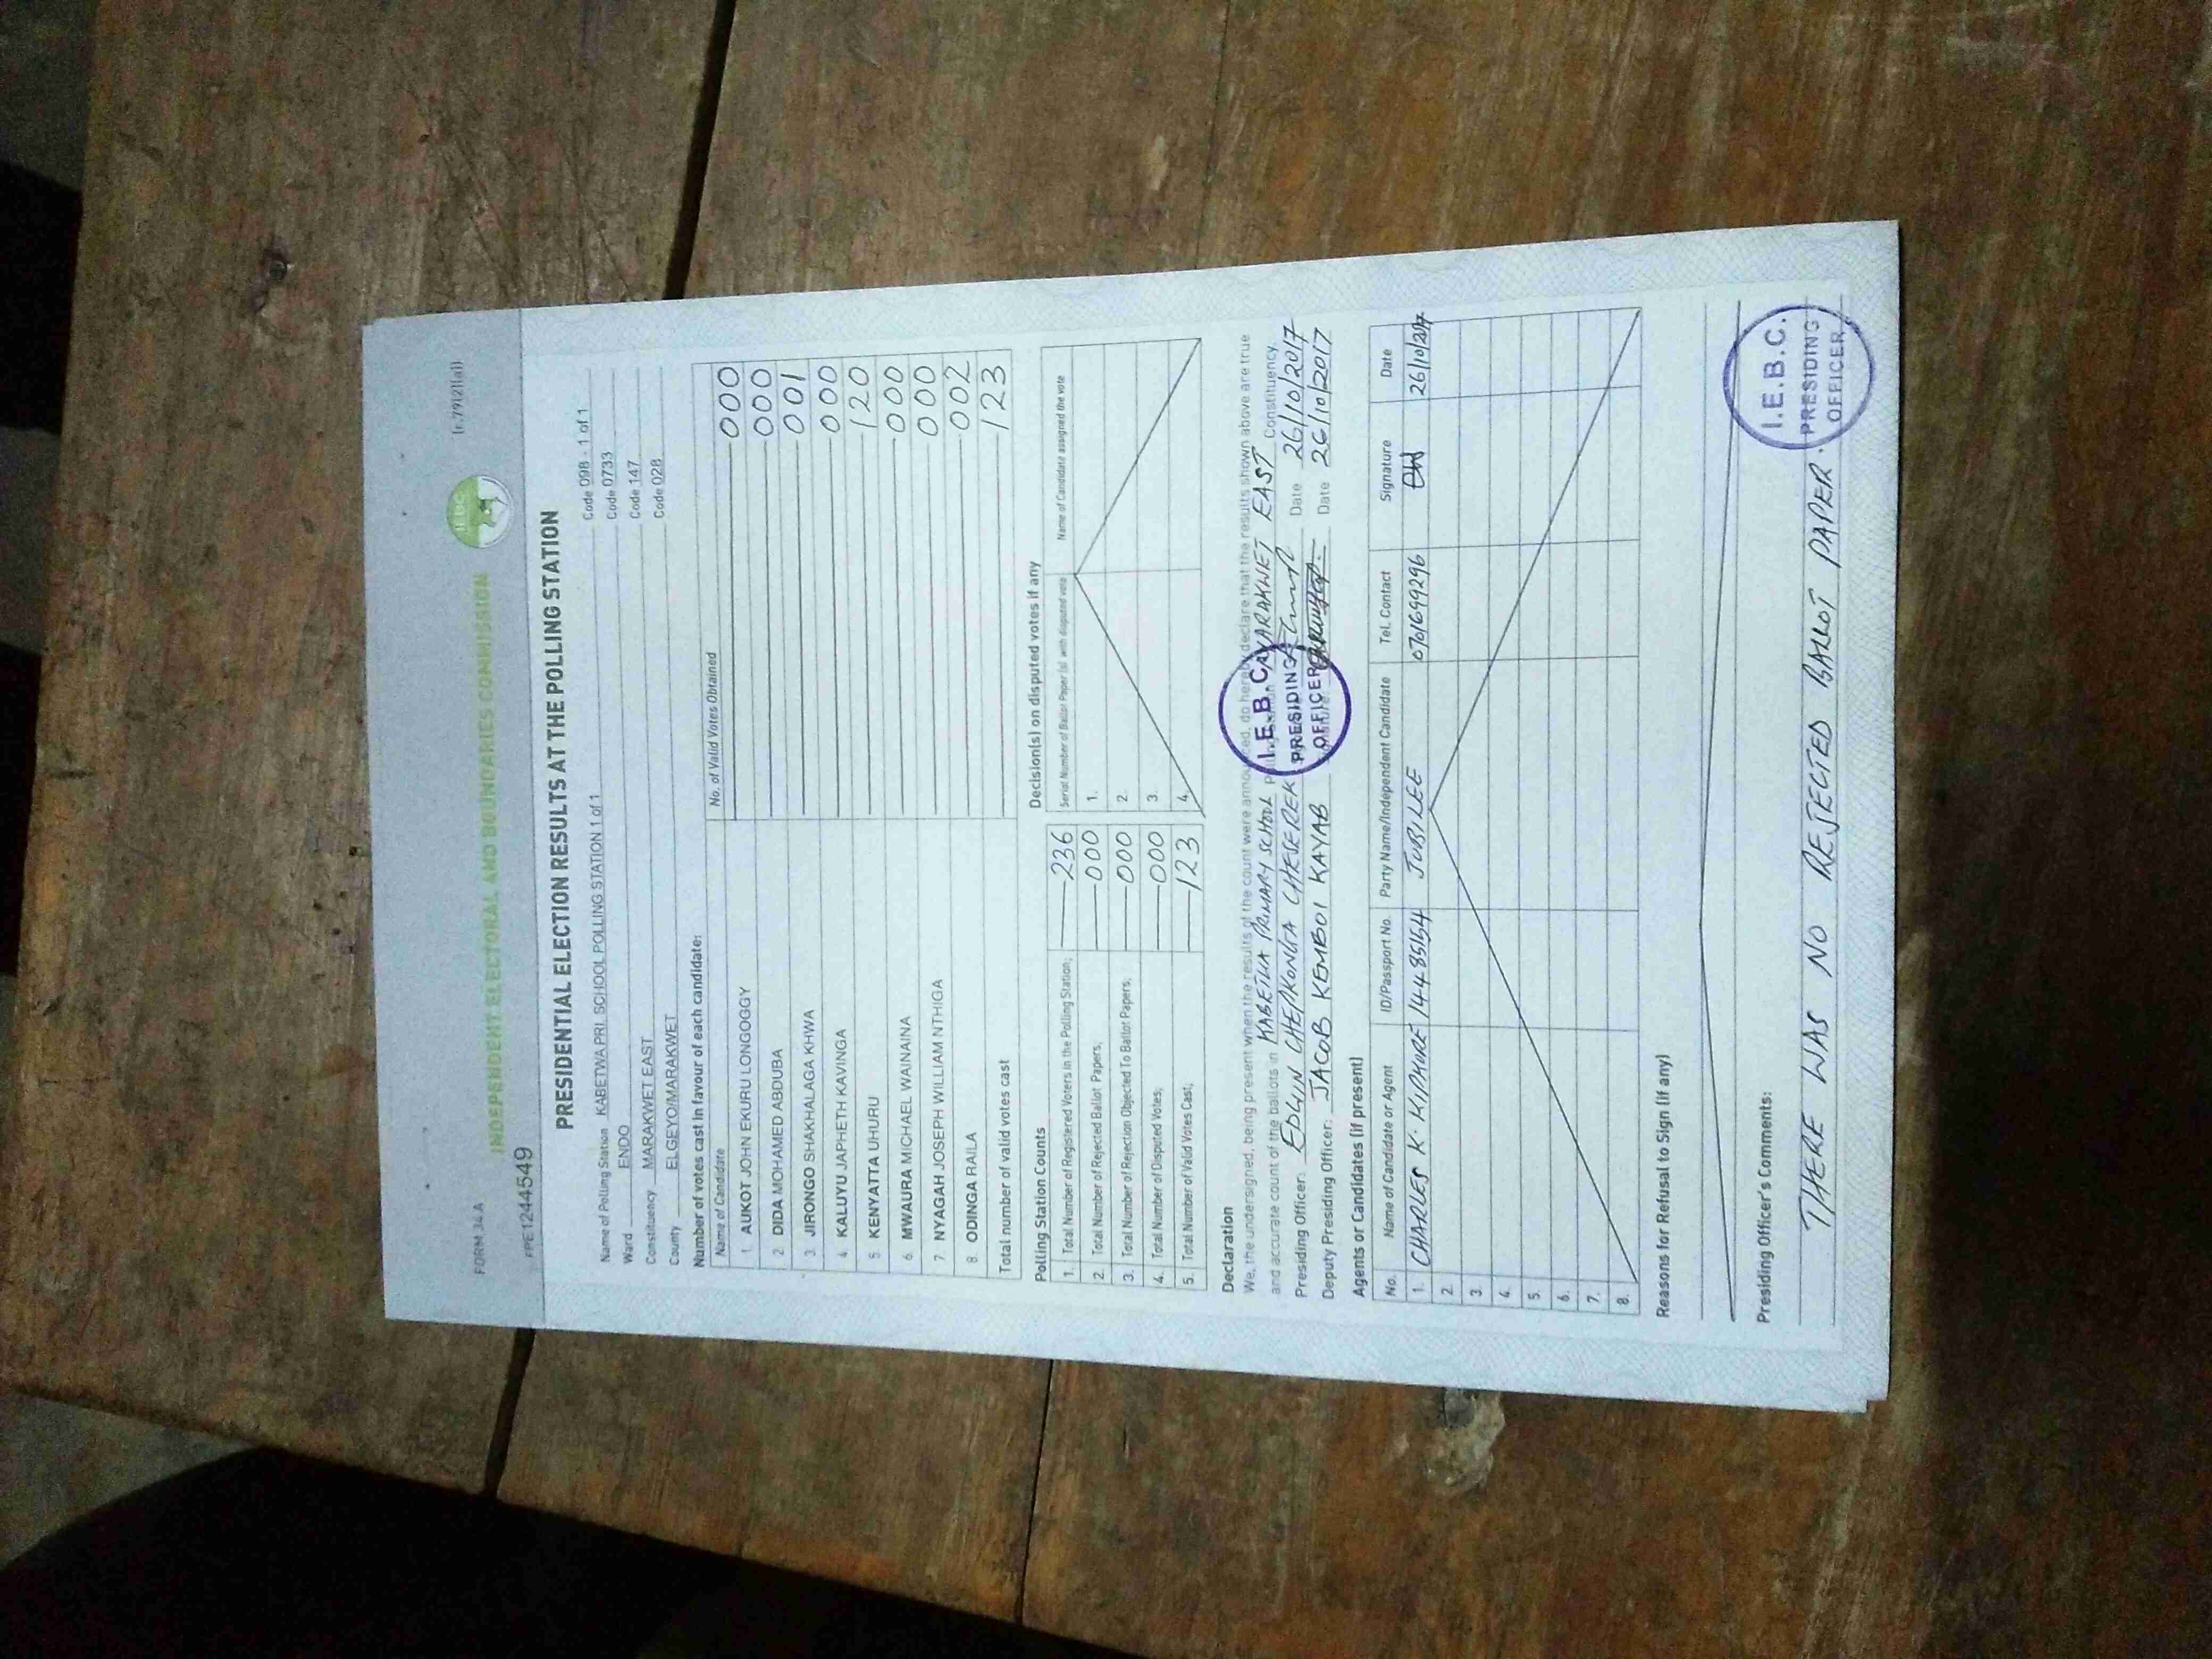 FORM 34 A
(r.79(2)(a))
INDEPENDENT ELECTORAL AND BOUNDARIES COMMISSION
IEBC
FPE1244549
PRESIDENTIAL ELECTION RESULTS AT THE POLLING STATION
Name of Polling Station KABETWA PRI. SCHOOL POLLING STATION 1 of 1 Code 098 - 1 of 1
Ward ENDO Code 0733
Constituency MARAKWET EAST Code 147
County ELGEYO/MARAKWET Code 028
Number of votes cast in favour of each candidate:
Name of Candidate No. of Valid Votes Obtained
1 AUKOT JOHN EKURU LONGOGGY 000
2 DIDA MOHAMED ABDUBA 000
3 JIRONGO SHAKHALAGA KHWA 001
4 KALUYU JAPHETH KAVINGA 000
5 KENYATTA UHURU 120
6. MWAURA MICHAEL WAINAINA 000
7. NYAGAH JOSEPH WILLIAM NTHIGA 000
8. ODINGA RAILA 002
Total number of valid votes cast 123
Polling Station Counts
1. Total Number of Registered Voters in the Polling Station; 236
2. Total Number of Rejected Ballot Papers; 000
3. Total Number of Rejection Objected To Ballot Papers; 000
4. Total Number of Disputed Votes; 000
5. Total Number of Valid Votes Cast; 123
Decision(s) on disputed votes if any
Serial Number of Ballot Paper (s) with disputed vote Name of Candidate assigned the vote
1.
2.
3.
4.
Declaration
We, the undersigned, being present when the results of the count were announced, do hereby declare that the results shown above are true
and accurate count of the ballots in KABETWA PRIMARY SCHOOL MARAKWET EAST Constituency.
Presiding Officer: EDWIN CHEPKONGA CHESEREK Date 26/10/2017
Deputy Presiding Officer: JACOB KEMBOI KAYAB Date 26/10/2017
I.E.B.C.
PRESIDING
OFFICER
Agents or Candidates (if present)
No. Name of Candidate or Agent ID/Passport No. Party Name/Independent Candidate Tel. Contact Signature Date
1. CHARLES K. KIPKORE 14485154 JUBILEE 0701699296 26/10/2017
2.
3.
4.
5.
6.
7.
8.
Reasons for Refusal to Sign (if any)
Presiding Officer's Comments:
THERE WAS NO REJECTED BALLOT PAPER.
I.E.B.C.
PRESIDING
OFFICER